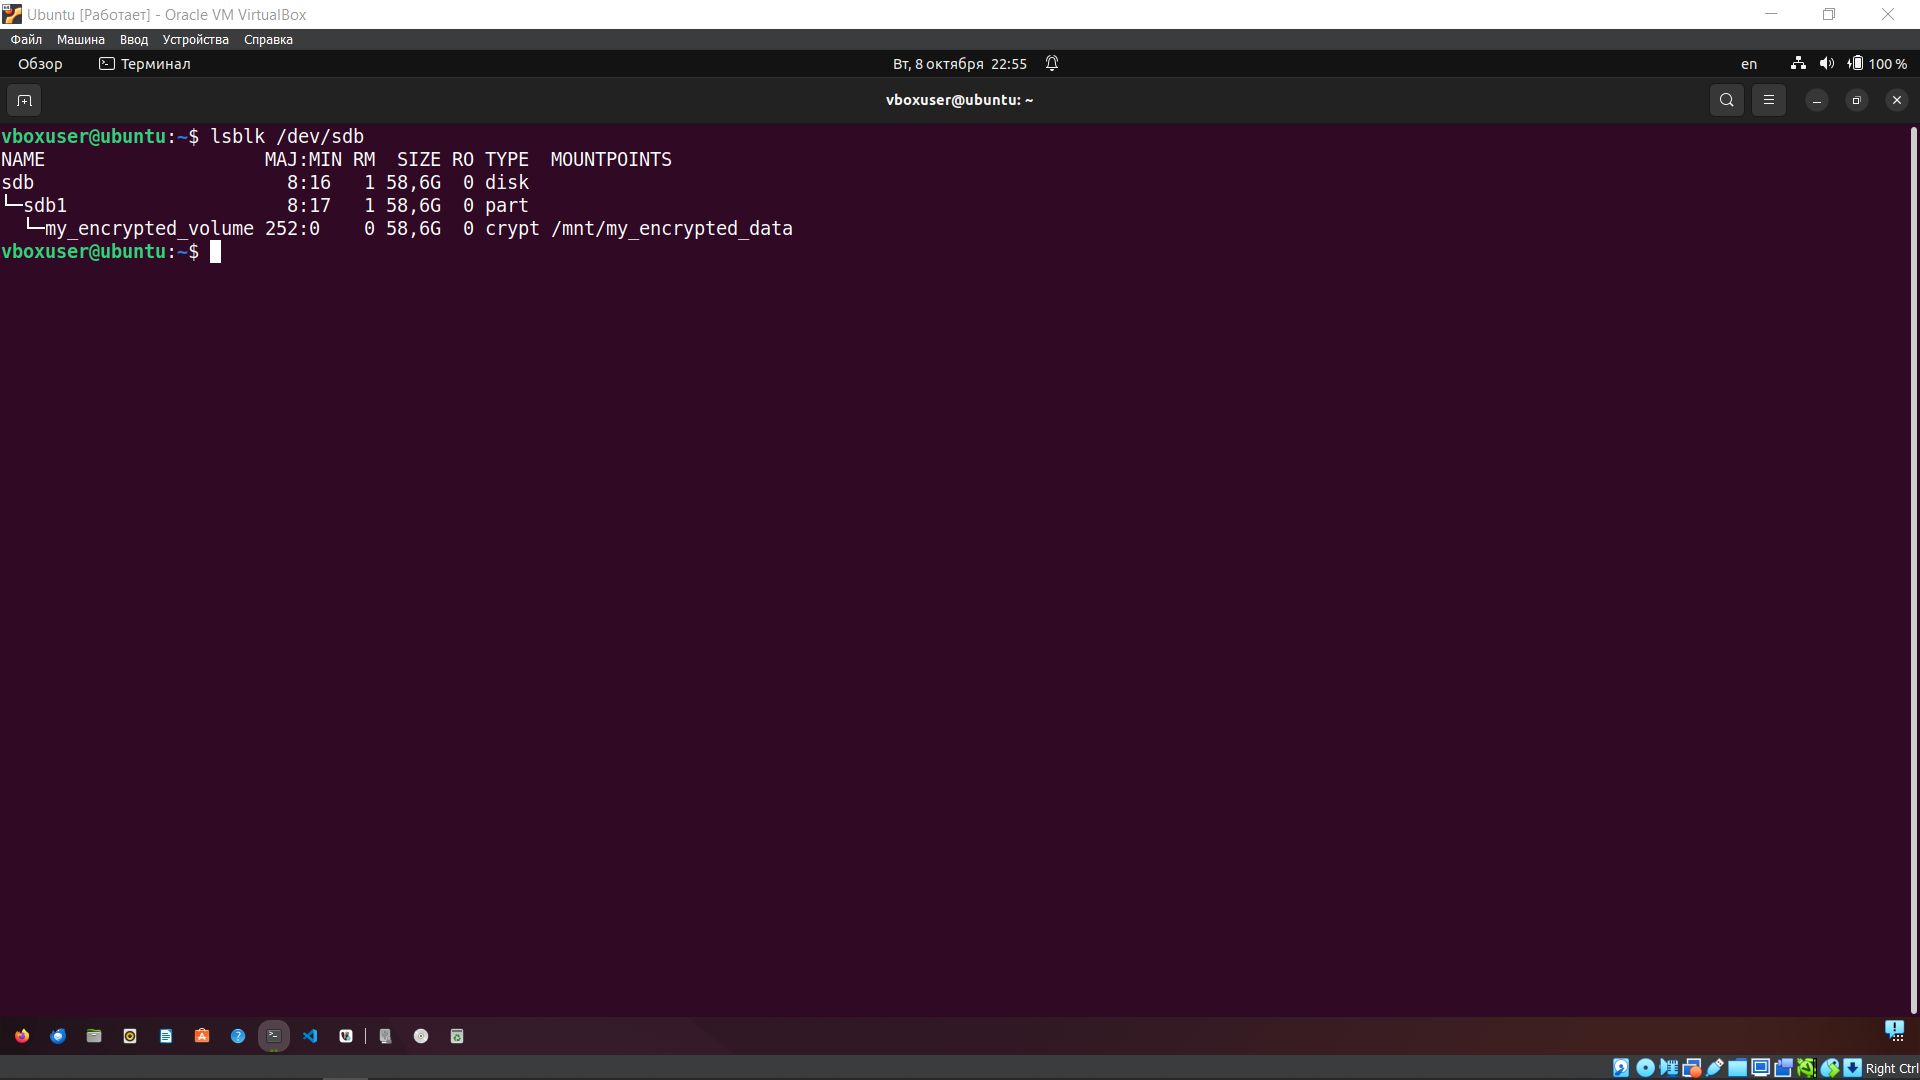 Ubuntu [Работает] - Oracle VM VirtualBox
Файл Машина Ввод Устройства Справка
Обзор Терминал Вт, 8 октября 22:55 en 100 %
vboxuser@ubuntu: ~
vboxuser@ubuntu:~$ lsblk /dev/sdb
NAME                    MAJ:MIN RM  SIZE RO TYPE  MOUNTPOINTS
sdb                       8:16   1 58,6G  0 disk
└─sdb1                    8:17   1 58,6G  0 part
  └─my_encrypted_volume 252:0    0 58,6G  0 crypt /mnt/my_encrypted_data
vboxuser@ubuntu:~$
Right Ctrl